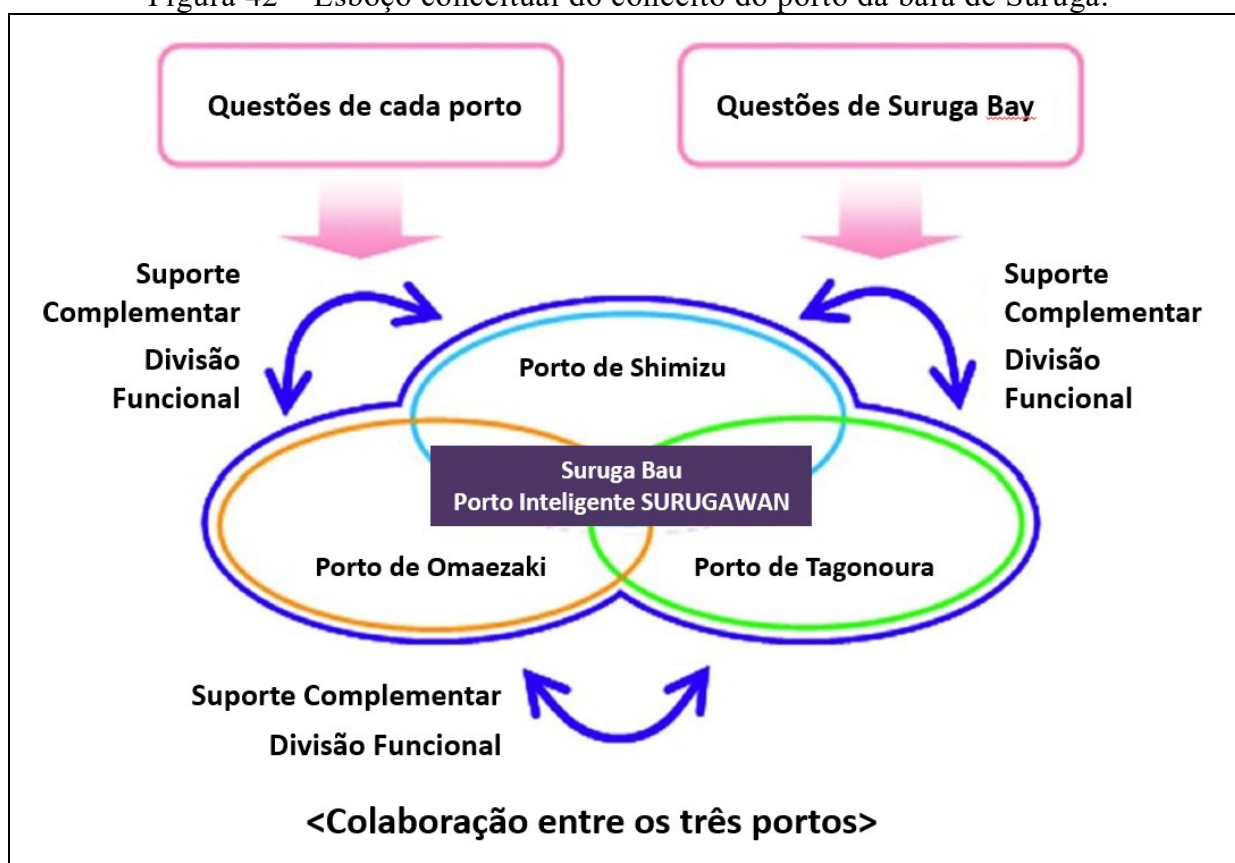 Figura 42 – Esboço conceitual do conceito do porto da baía de Suruga.
Questões de cada porto
Questões de Suruga Bay
Suporte
Complementar
Divisão
Funcional
Suporte
Complementar
Divisão
Funcional
Porto de Shimizu
Suruga Bau
Porto Inteligente SURUGAWAN
Porto de Omaezaki
Porto de Tagonoura
Suporte Complementar
Divisão Funcional
<Colaboração entre os três portos>